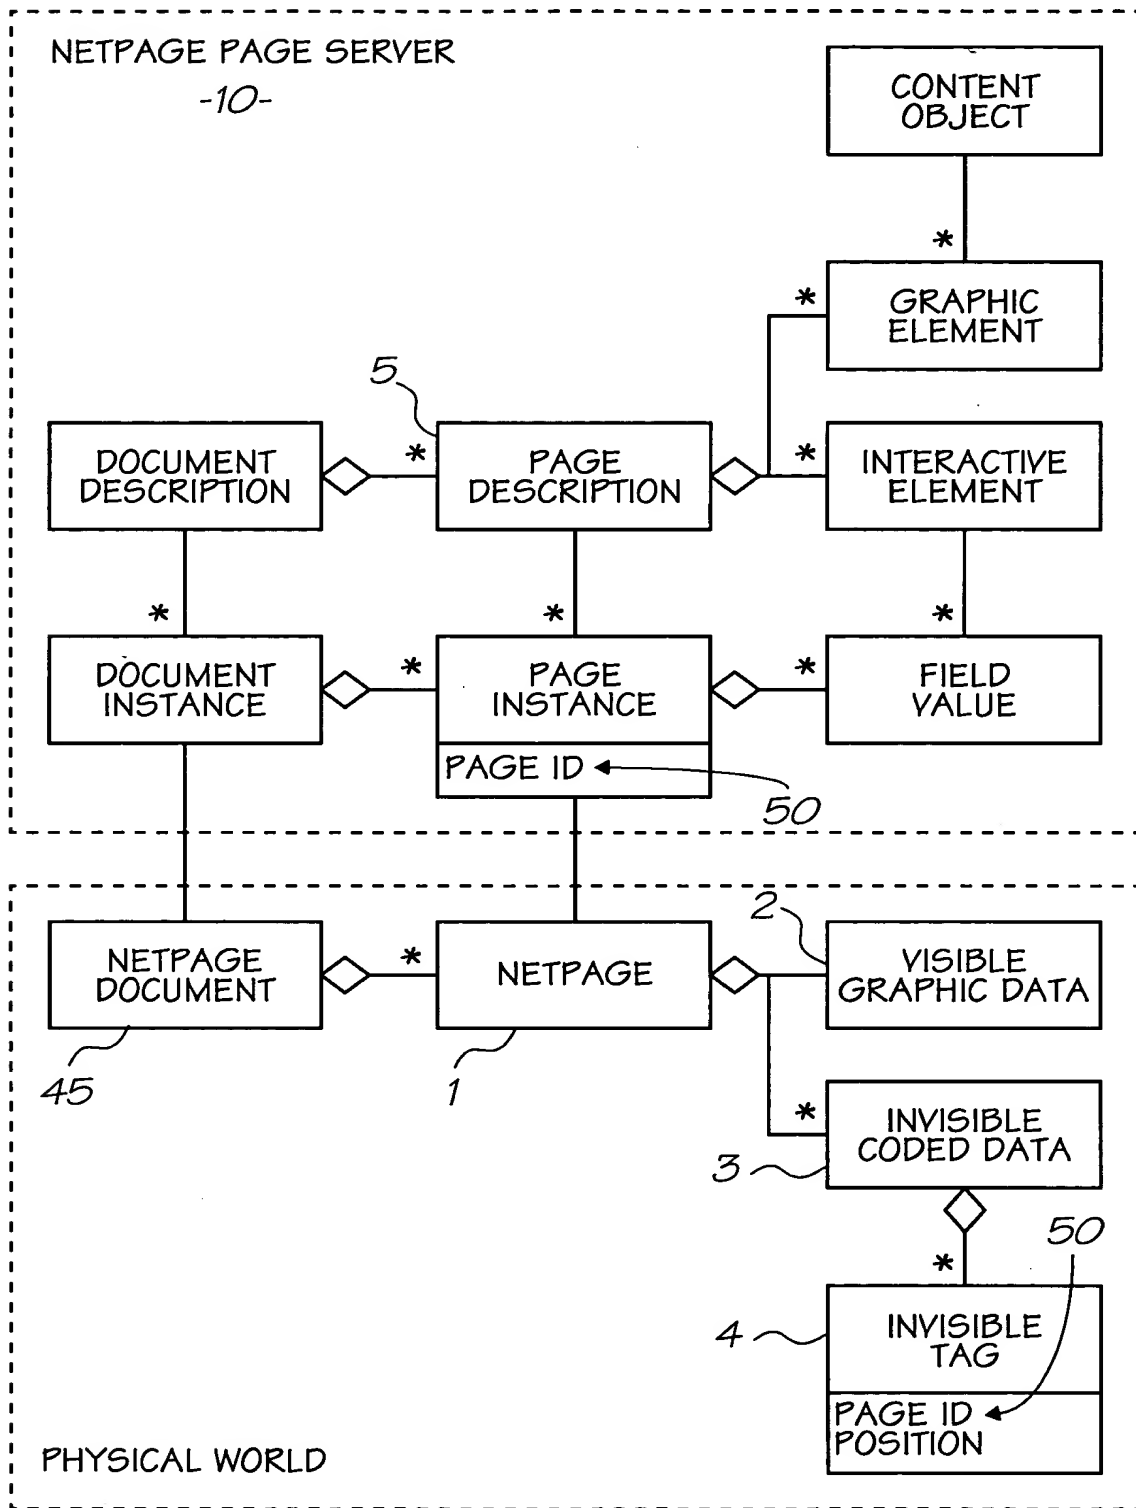 NETPAGE PAGE SERVER
-10-
CONTENT
OBJECT
*
*
GRAPHIC
ELEMENT
5
DOCUMENT
DESCRIPTION
*
PAGE
DESCRIPTION
*
INTERACTIVE
ELEMENT
*
*
*
DOCUMENT
INSTANCE
*
PAGE
INSTANCE
*
FIELD
VALUE
PAGE ID
50
NETPAGE
DOCUMENT
*
NETPAGE
2
VISIBLE
GRAPHIC DATA
45
1
*
INVISIBLE
CODED DATA
3
*
50
4
INVISIBLE
TAG
PAGE ID
POSITION
PHYSICAL WORLD